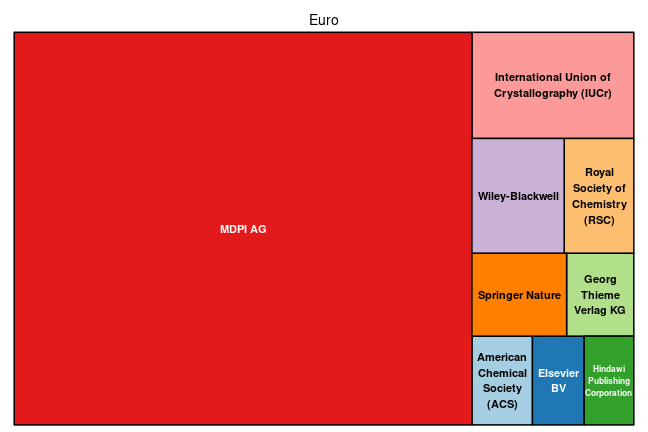 Euro
MDPI AG
International Union of
Crystallography (IUCr)
Wiley-Blackwell
Royal
Society of
Chemistry
(RSC)
Springer Nature
Georg
Thieme
Verlag KG
American
Chemical
Society
(ACS)
Elsevier
BV
Hindawi
Publishing
Corporation